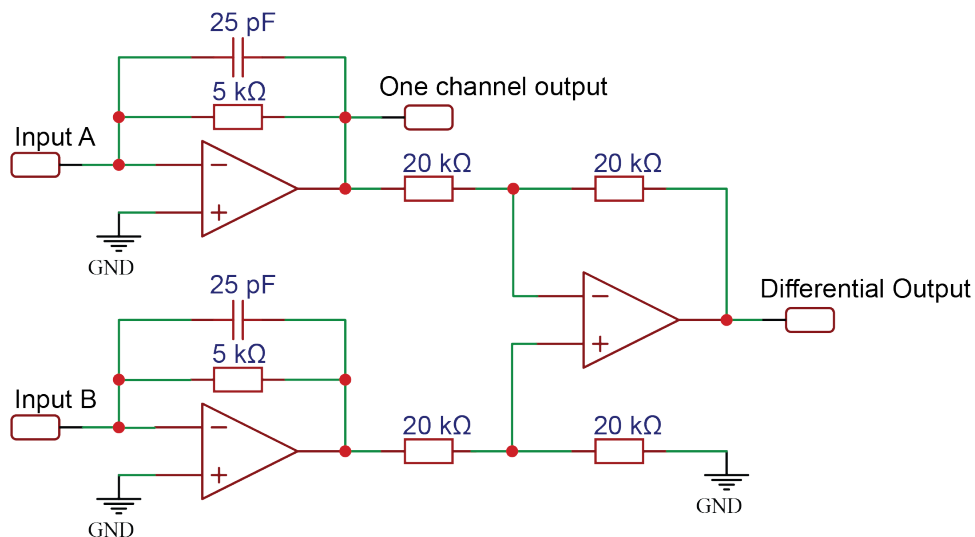 25 pF
5 kΩ
One channel output
Input A
−
+
GND
20 kΩ
20 kΩ
25 pF
5 kΩ
Input B
−
+
GND
−
+
Differential Output
20 kΩ
20 kΩ
GND